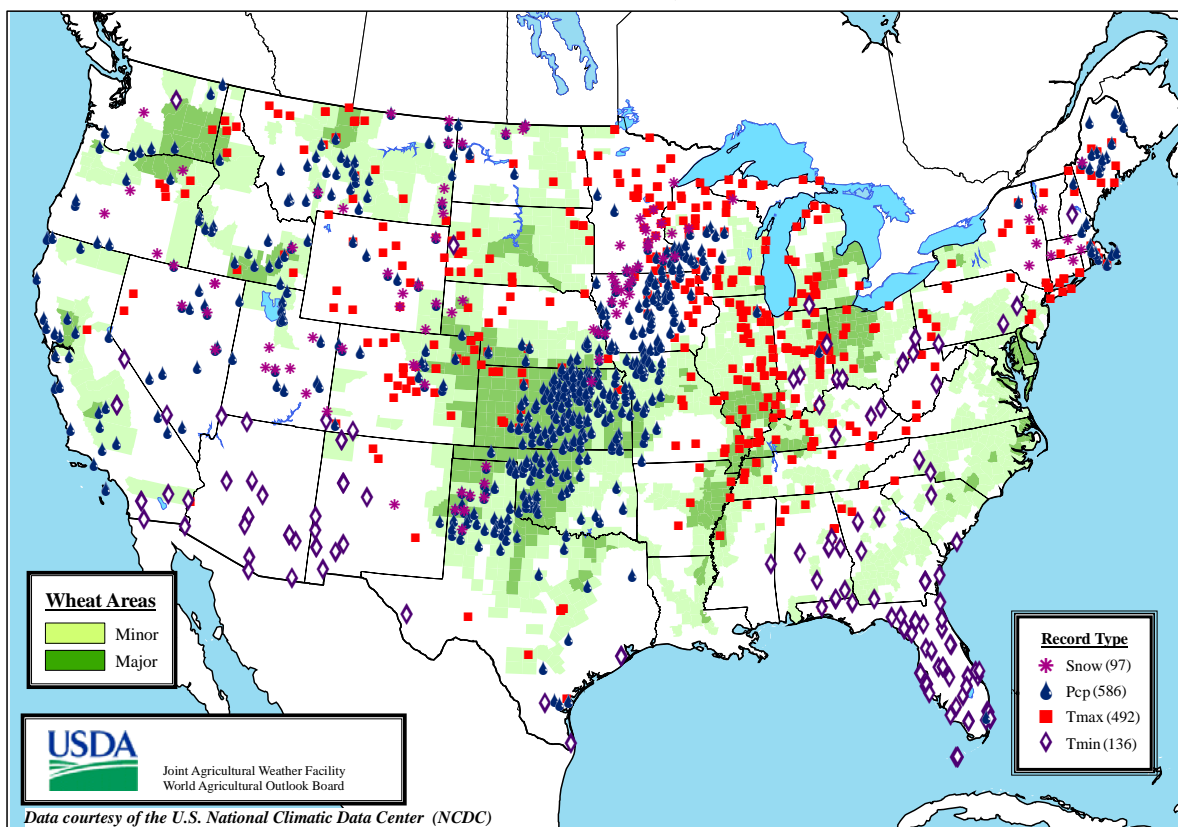 Wheat Areas
Minor
Major
Record Type
Snow (97)
Pcp (586)
Tmax (492)
Tmin (136)
USDA
Joint Agricultural Weather Facility
World Agricultural Outlook Board
Data courtesy of the U.S. National Climatic Data Center (NCDC)